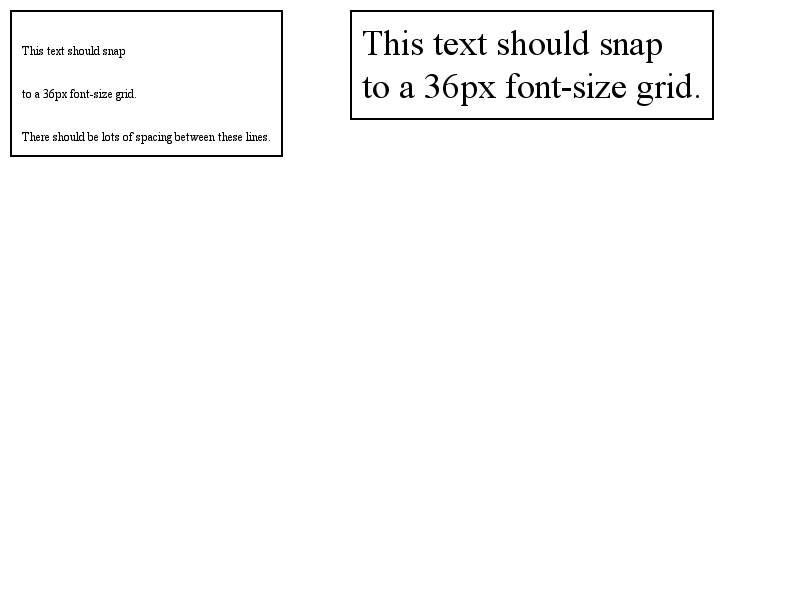 This text should snap
to a 36px font-size grid.
There should be lots of spacing between these lines.
This text should snap
to a 36px font-size grid.